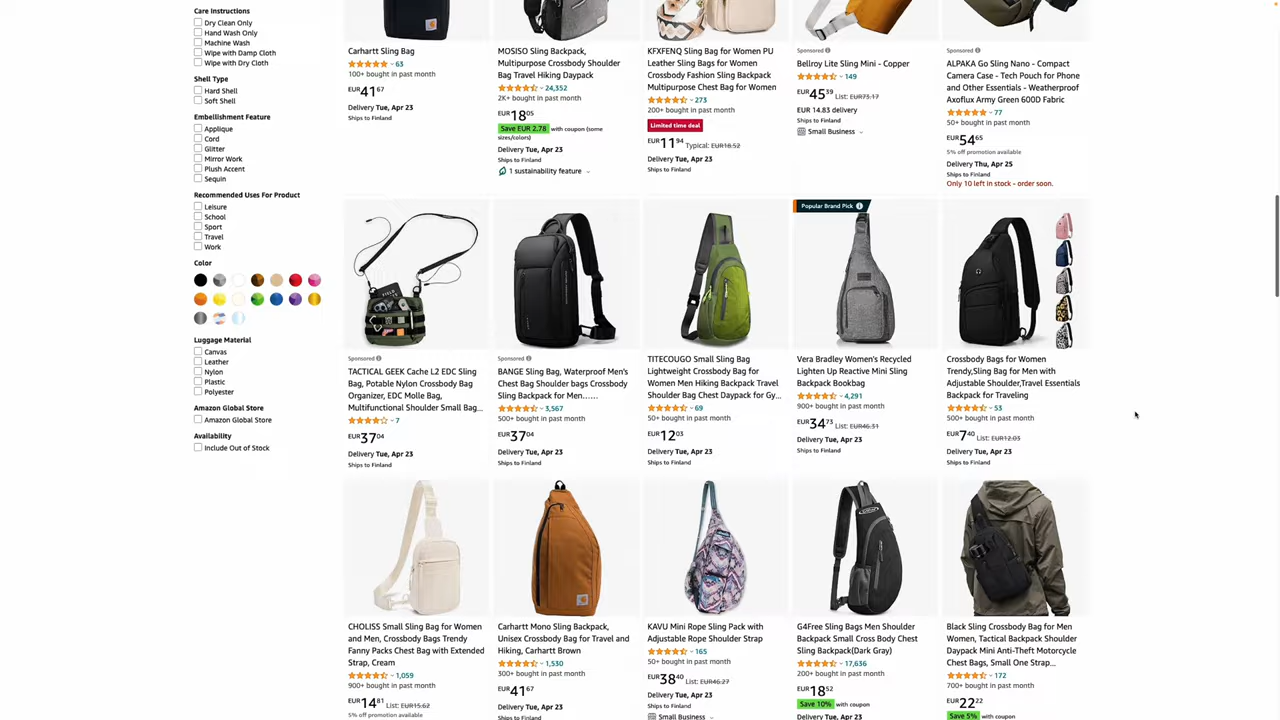 Care Instructions
Dry Clean Only
Hand Wash Only
Machine Wash
Wipe with Damp Cloth
Wipe with Dry Cloth
Shell Type
Hard Shell
Soft Shell
Embellishment Feature
Applique
Cord
Glitter
Mirror Work
Plush Accent
Sequin
Recommended Uses For Product
Leisure
School
Sport
Travel
Work
Color
Luggage Material
Canvas
Leather
Nylon
Plastic
Polyester
Amazon Global Store
Amazon Global Store
Availability
Include Out of Stock
Carhartt Sling Bag
63
100+ bought in past month
EUR 41 67
Delivery Tue, Apr 23
Ships to Finland
MOSISO Sling Backpack,
Multipurpose Crossbody Shoulder
Bag Travel Hiking Daypack
24,352
2K+ bought in past month
EUR 18 05
Save EUR 2.78 with coupon (some
sizes/colors)
Delivery Tue, Apr 23
Ships to Finland
1 sustainability feature
KFXFENQ Sling Bag for Women PU
Leather Sling Bags for Women
Crossbody Fashion Sling Backpack
Multipurpose Chest Bag for Women
273
200+ bought in past month
Limited time deal
EUR 11 94 Typical: EUR18.52
Delivery Tue, Apr 23
Ships to Finland
Sponsored
Bellroy Lite Sling Mini - Copper
149
EUR 45 39 List: EUR73.17
EUR 14.83 delivery
Ships to Finland
Small Business
Sponsored
ALPAKA Go Sling Nano - Compact
Camera Case - Tech Pouch for Phone
and Other Essentials - Weatherproof
Axoflux Army Green 600D Fabric
77
50+ bought in past month
EUR 54 65
5% off promotion available
Delivery Thu, Apr 25
Ships to Finland
Only 10 left in stock - order soon.
Sponsored
TACTICAL GEEK Cache L2 EDC Sling
Bag, Potable Nylon Crossbody Bag
Organizer, EDC Molle Bag,
Multifunctional Shoulder Small Bag...
7
EUR 37 04
Delivery Tue, Apr 23
Ships to Finland
Sponsored
BANGE Sling Bag, Waterproof Men's
Chest Bag Shoulder bags Crossbody
Sling Backpack for Men……
3,567
500+ bought in past month
EUR 37 04
Delivery Tue, Apr 23
Ships to Finland
TITECOUGO Small Sling Bag
Lightweight Crossbody Bag for
Women Men Hiking Backpack Travel
Shoulder Bag Chest Daypack for Gy...
69
50+ bought in past month
EUR 12 03
Delivery Tue, Apr 23
Ships to Finland
Popular Brand Pick
Vera Bradley Women's Recycled
Lighten Up Reactive Mini Sling
Backpack Bookbag
4,291
900+ bought in past month
EUR 34 73 List: EUR46.31
Delivery Tue, Apr 23
Ships to Finland
Crossbody Bags for Women
Trendy,Sling Bag for Men with
Adjustable Shoulder,Travel Essentials
Backpack for Traveling
53
500+ bought in past month
EUR 7 40 List: EUR12.03
Delivery Tue, Apr 23
Ships to Finland
CHOLISS Small Sling Bag for Women
and Men, Crossbody Bags Trendy
Fanny Packs Chest Bag with Extended
Strap, Cream
1,059
900+ bought in past month
EUR 14 81 List: EUR15.62
5% off promotion available
Carhartt Mono Sling Backpack,
Unisex Crossbody Bag for Travel and
Hiking, Carhartt Brown
1,530
300+ bought in past month
EUR 41 67
Delivery Tue, Apr 23
Ships to Finland
KAVU Mini Rope Sling Pack with
Adjustable Rope Shoulder Strap
165
50+ bought in past month
EUR 38 40 List: EUR46.27
Delivery Tue, Apr 23
Ships to Finland
Small Business
G4Free Sling Bags Men Shoulder
Backpack Small Cross Body Chest
Sling Backpack(Dark Gray)
17,636
200+ bought in past month
EUR 18 52
Save 10% with coupon
Delivery Tue, Apr 23
Black Sling Crossbody Bag for Men
Women, Tactical Backpack Shoulder
Daypack Mini Anti-Theft Motorcycle
Chest Bags, Small One Strap...
172
700+ bought in past month
EUR 22 22
Save 5% with coupon